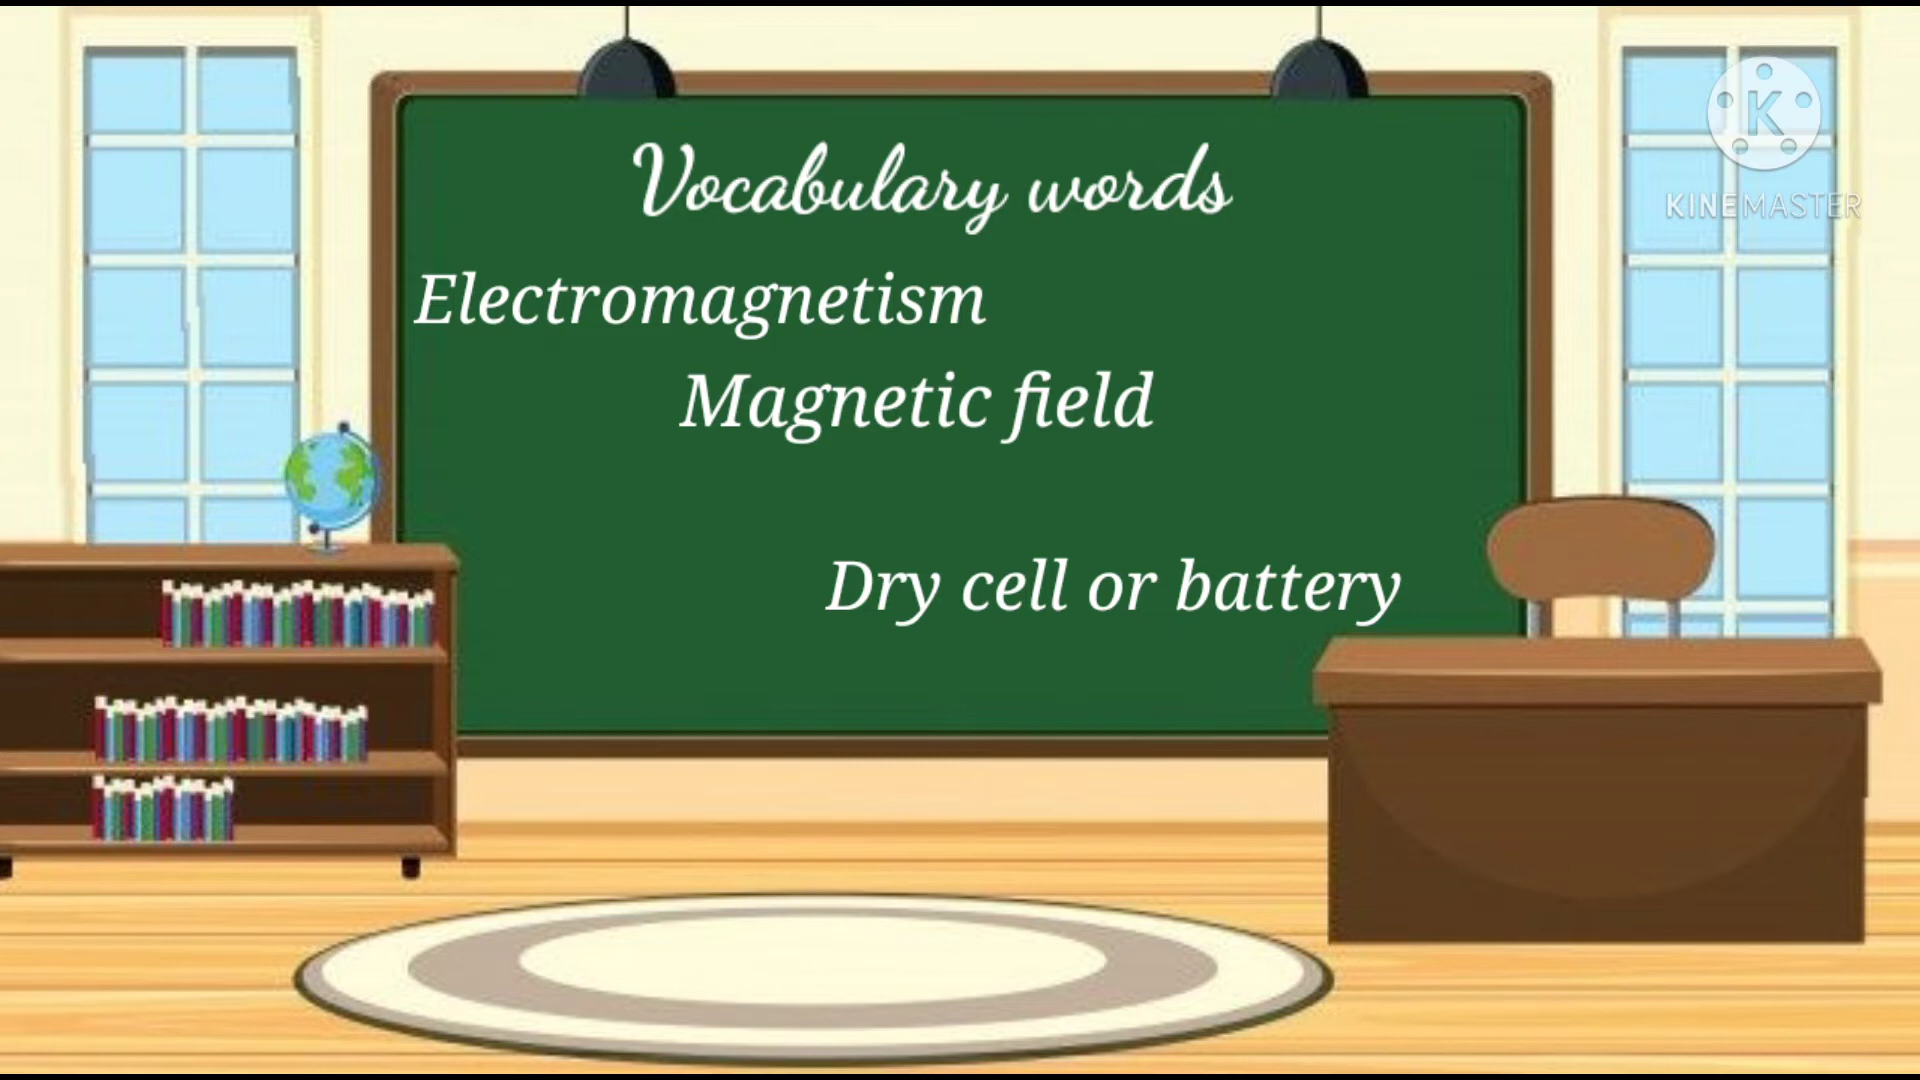 Vocabulary words
Electromagnetism
Magnetic field
Dry cell or battery
K
KINEMASTER